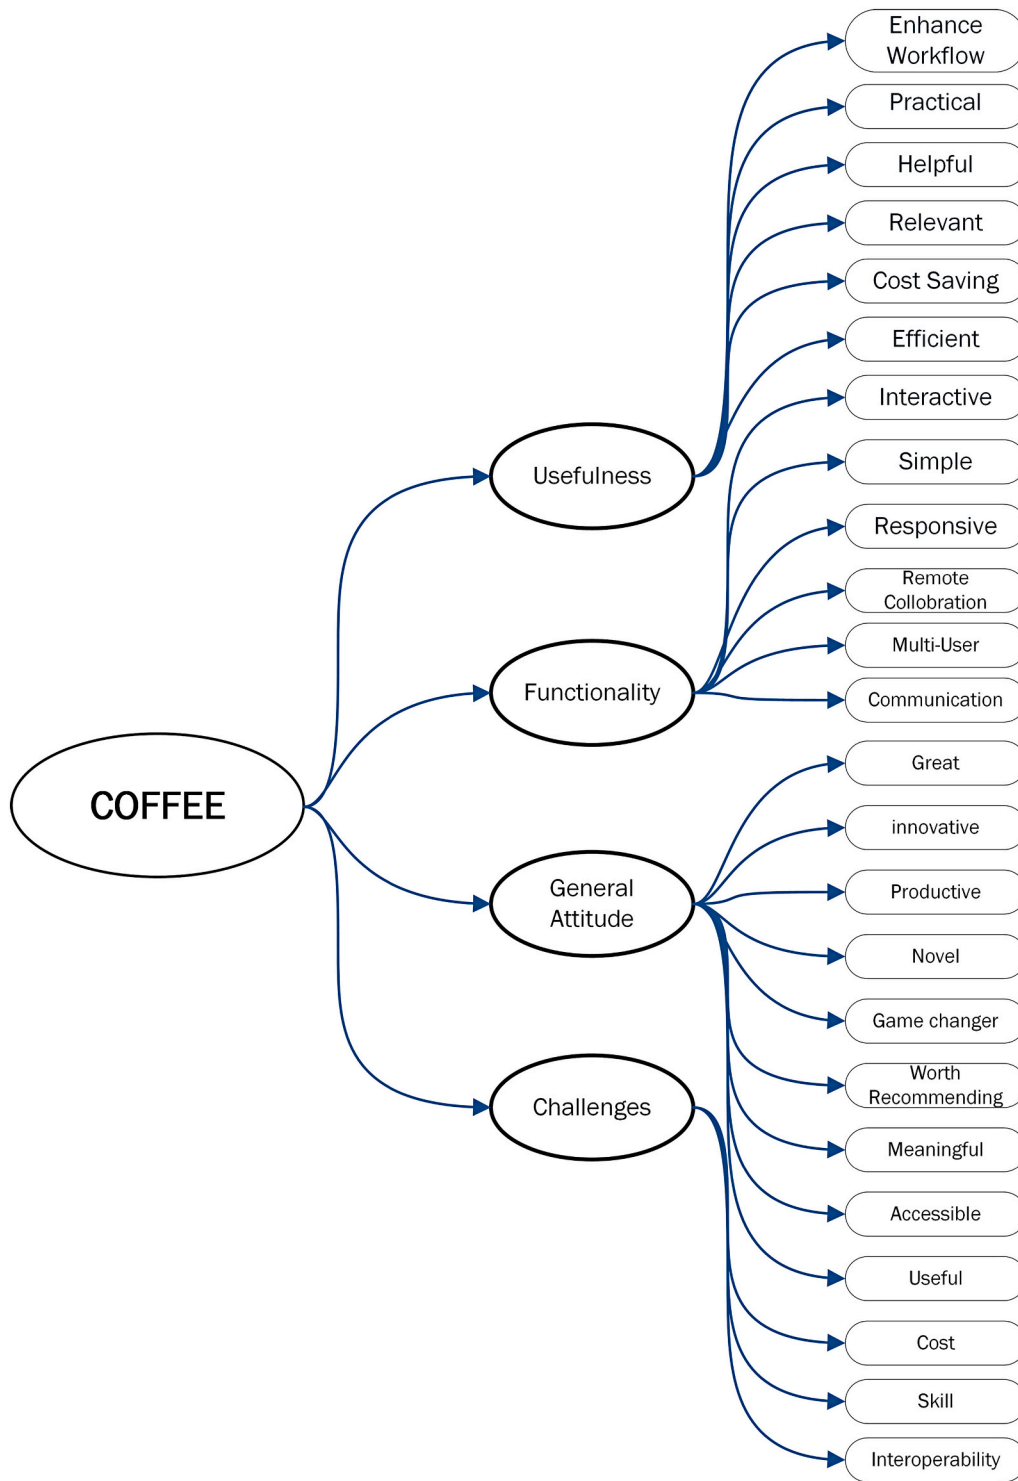 Enhance
Workflow
Practical
Helpful
Relevant
Cost Saving
Efficient
Interactive
Usefulness
Simple
Responsive
Remote
Collobration
Multi-User
Functionality
Communication
Great
COFFEE
innovative
Productive
General
Attitude
Novel
Game changer
Worth
Recommending
Challenges
Meaningful
Accessible
Useful
Cost
Skill
Interoperability